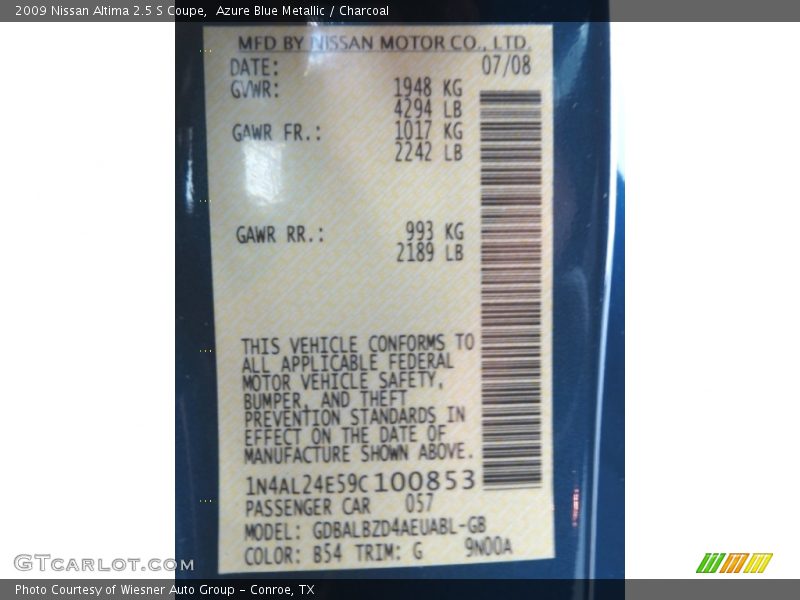 2009 Nissan Altima 2.5 S Coupe,  Azure Blue Metallic / Charcoal
MFD BY NISSAN MOTOR CO., LTD.
DATE: 07/08
GVWR: 1948 KG
4294 LB
GAWR FR.: 1017 KG
2242 LB
GAWR RR.: 993 KG
2189 LB
THIS VEHICLE CONFORMS TO
ALL APPLICABLE FEDERAL
MOTOR VEHICLE SAFETY,
BUMPER, AND THEFT
PREVENTION STANDARDS IN
EFFECT ON THE DATE OF
MANUFACTURE SHOWN ABOVE.
1N4AL24E59C100853
PASSENGER CAR 057
MODEL: GDBALBZD4AEUABL-GB
COLOR: B54 TRIM: G 9N00A
GTcarlot.com
Photo Courtesy of Wiesner Auto Group - Conroe, TX